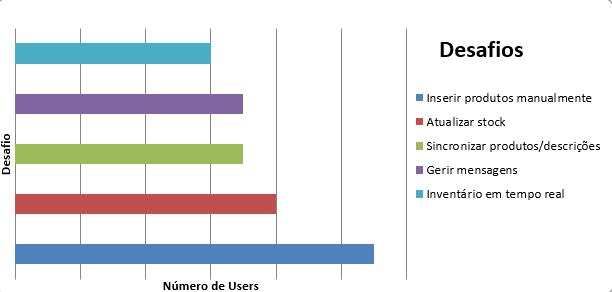 Desafios
Desafio
Inserir produtos manualmente
Atualizar stock
Sincronizar produtos/descrições
Gerir mensagens
Inventário em tempo real
Número de Users